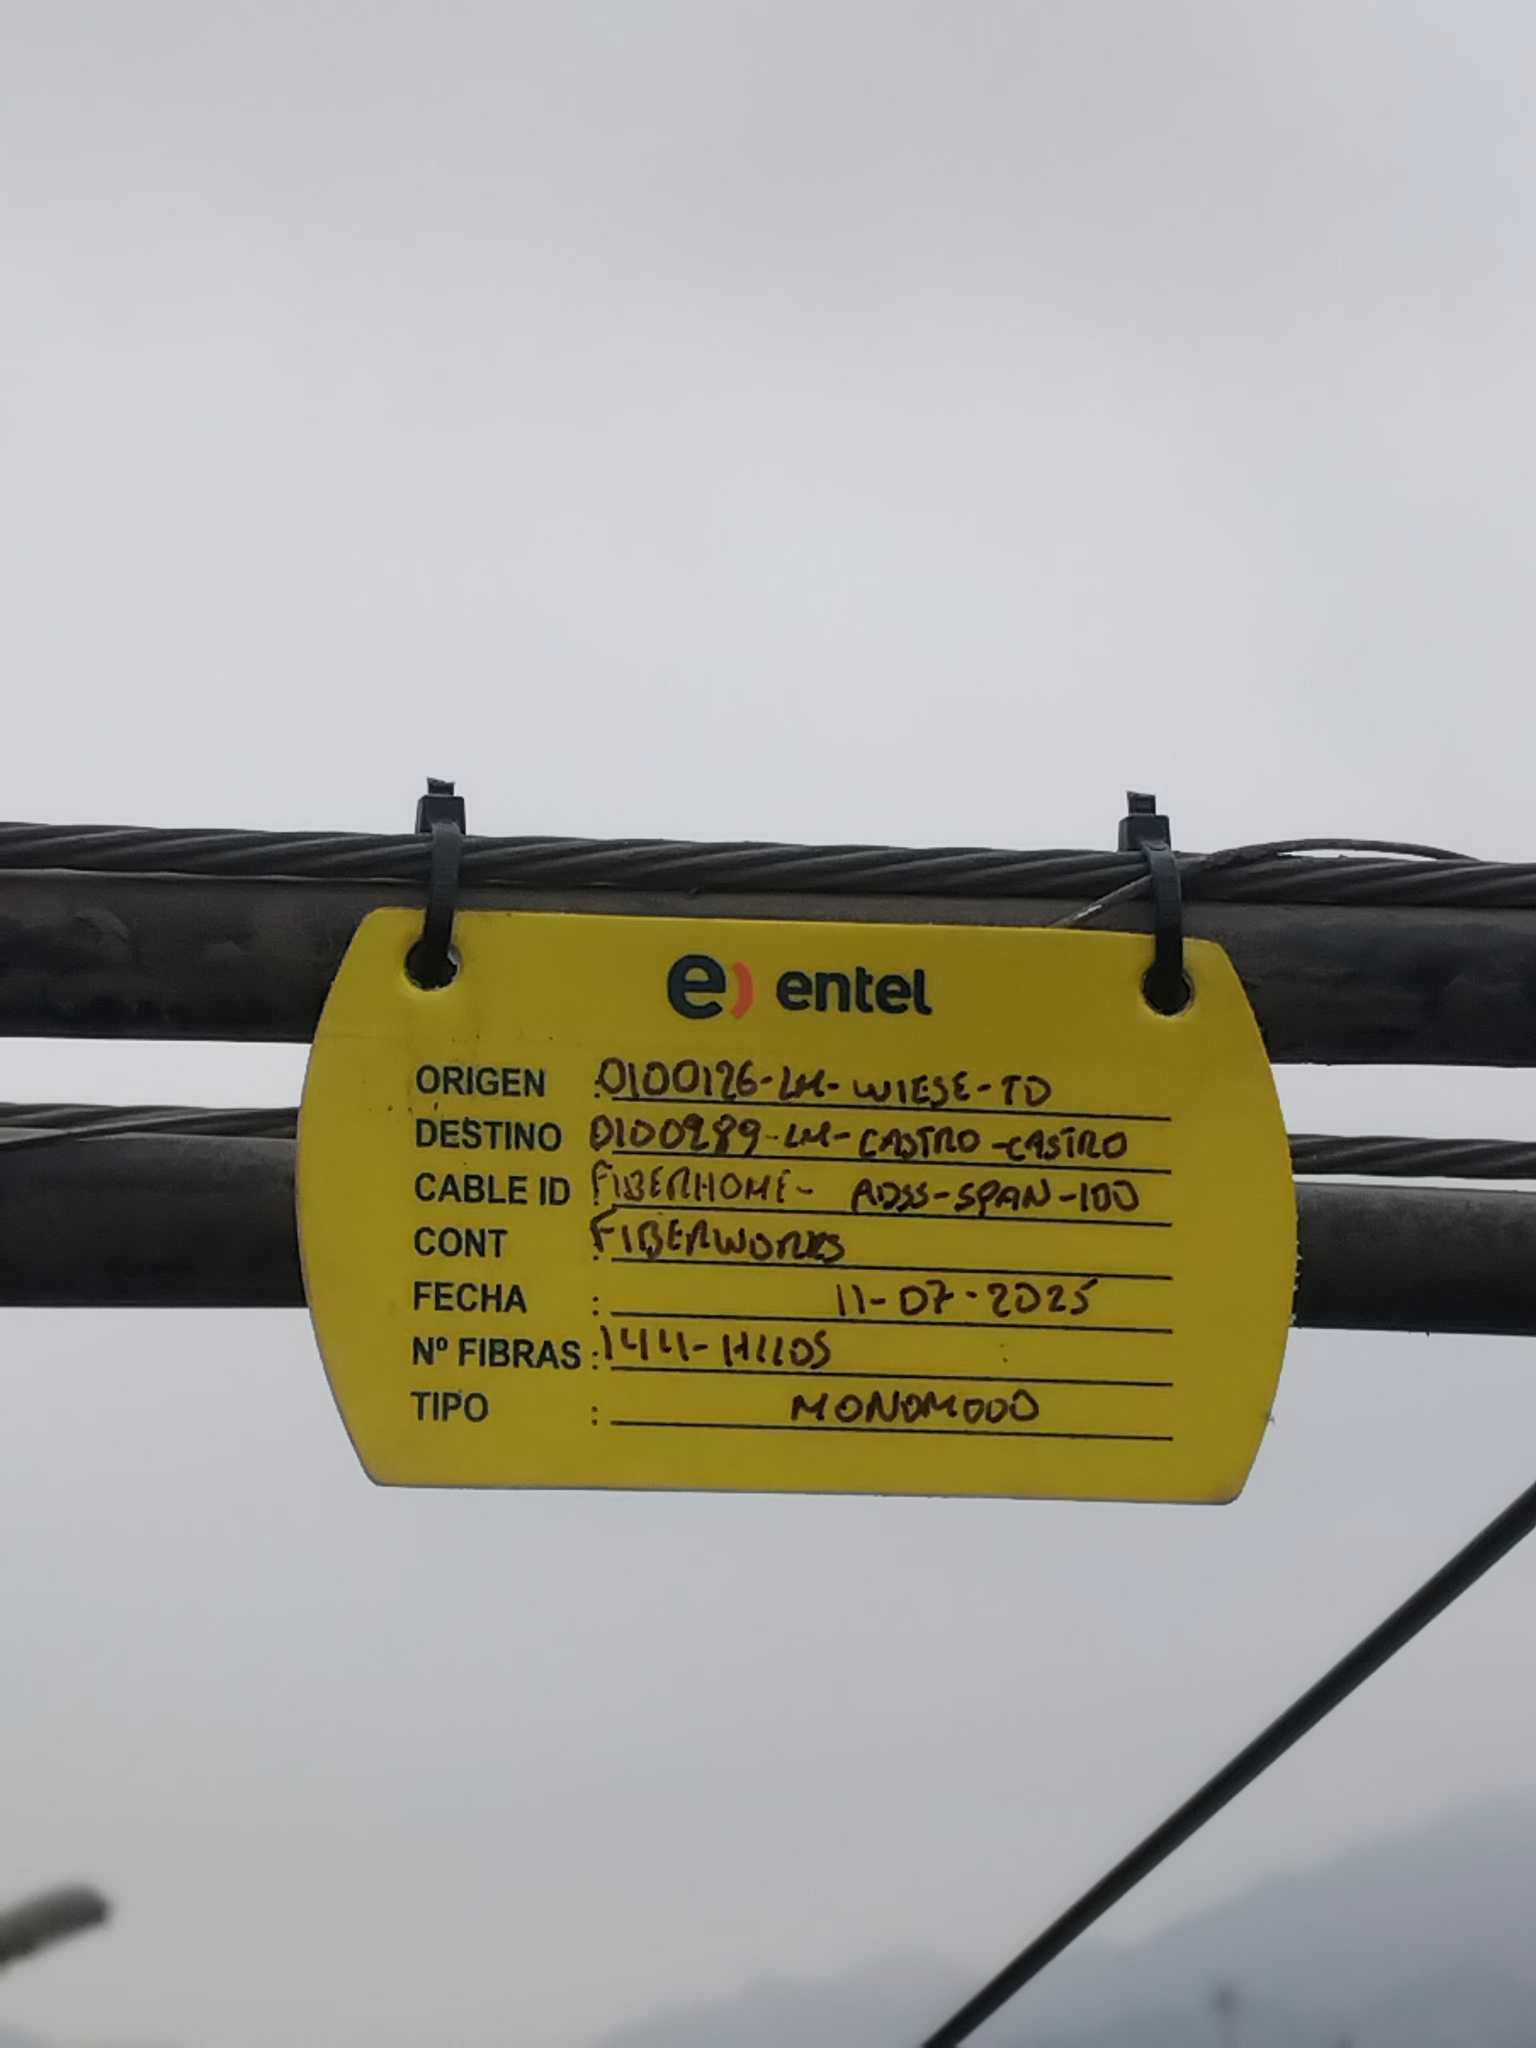 e) entel
ORIGEN : 0100126-LM-WIESE-TD
DESTINO 0100289-LM-CASTRO-CASTRO
CABLE ID FIBERHOME- ADSS-SPAN-100
CONT : FIBERWORKS
FECHA : 11-07-2025
Nº FIBRAS : 144-HILOS
TIPO : MONOMODO